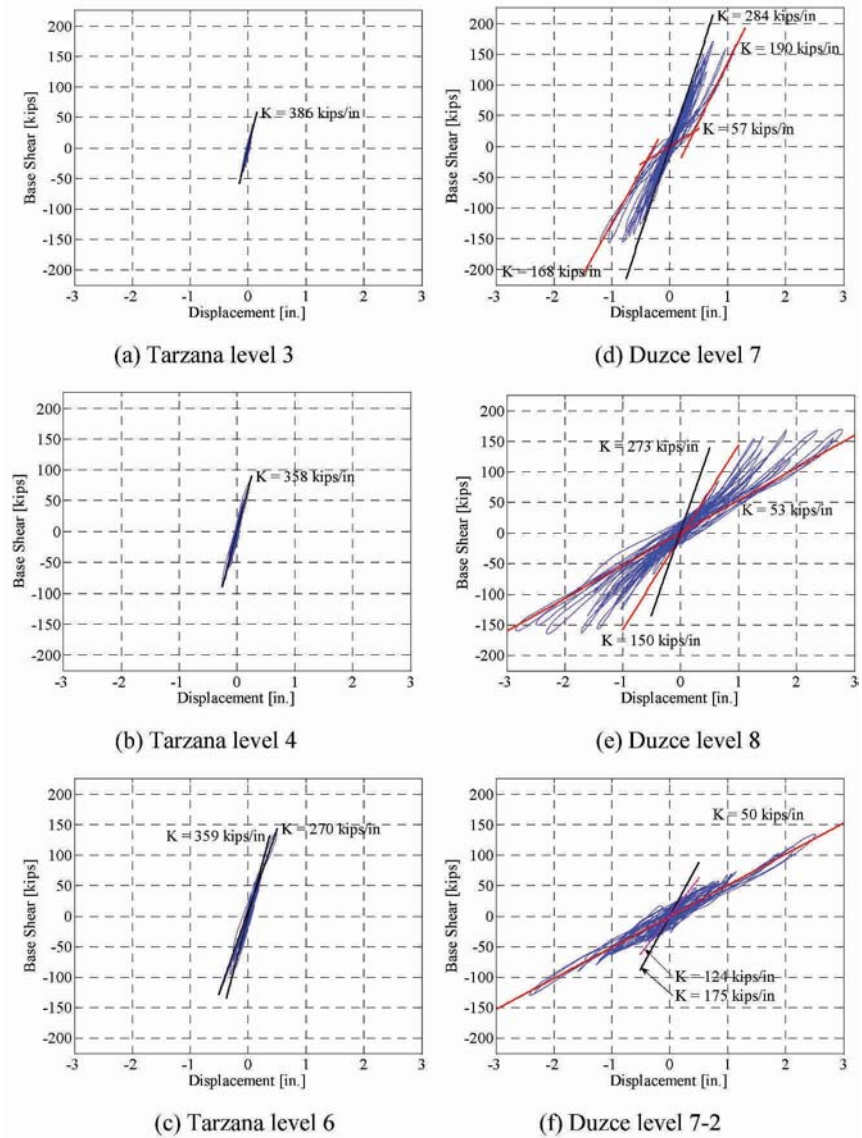 200
150
100
50
0
-50
-100
-150
-200
Base Shear [kips]
K = 386 kips/in
-3 -2 -1 0 1 2 3
Displacement [in.]
(a) Tarzana level 3
200
150
100
50
0
-50
-100
-150
-200
Base Shear [kips]
K = 358 kips/in
-3 -2 -1 0 1 2 3
Displacement [in.]
(b) Tarzana level 4
200
150
100
50
0
-50
-100
-150
-200
Base Shear [kips]
K = 359 kips/in
K = 270 kips/in
-3 -2 -1 0 1 2 3
Displacement [in.]
(c) Tarzana level 6
200
150
100
50
0
-50
-100
-150
-200
Base Shear [kips]
K = 284 kips/in
K = 190 kips/in
K = 57 kips/in
K = 168 kips/in
-3 -2 -1 0 1 2 3
Displacement [in.]
(d) Duzce level 7
200
150
100
50
0
-50
-100
-150
-200
Base Shear [kips]
K = 273 kips/in
K = 53 kips/in
K = 150 kips/in
-3 -2 -1 0 1 2 3
Displacement [in.]
(e) Duzce level 8
200
150
100
50
0
-50
-100
-150
-200
Base Shear [kips]
K = 50 kips/in
K = 124 kips/in
K = 175 kips/in
-3 -2 -1 0 1 2 3
Displacement [in.]
(f) Duzce level 7-2